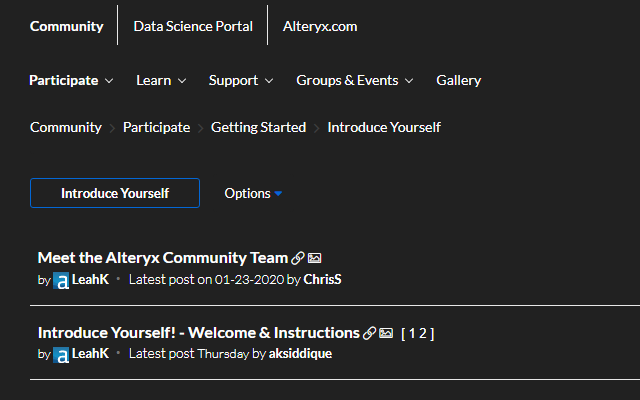 Community Data Science Portal Alteryx.com
Participate Learn Support Groups & Events Gallery
Community Participate Getting Started Introduce Yourself
Introduce Yourself Options
Meet the Alteryx Community Team
by a LeahK • Latest post on 01-23-2020 by ChrisS
Introduce Yourself! - Welcome & Instructions [ 1 2 ]
by a LeahK • Latest post Thursday by aksiddique